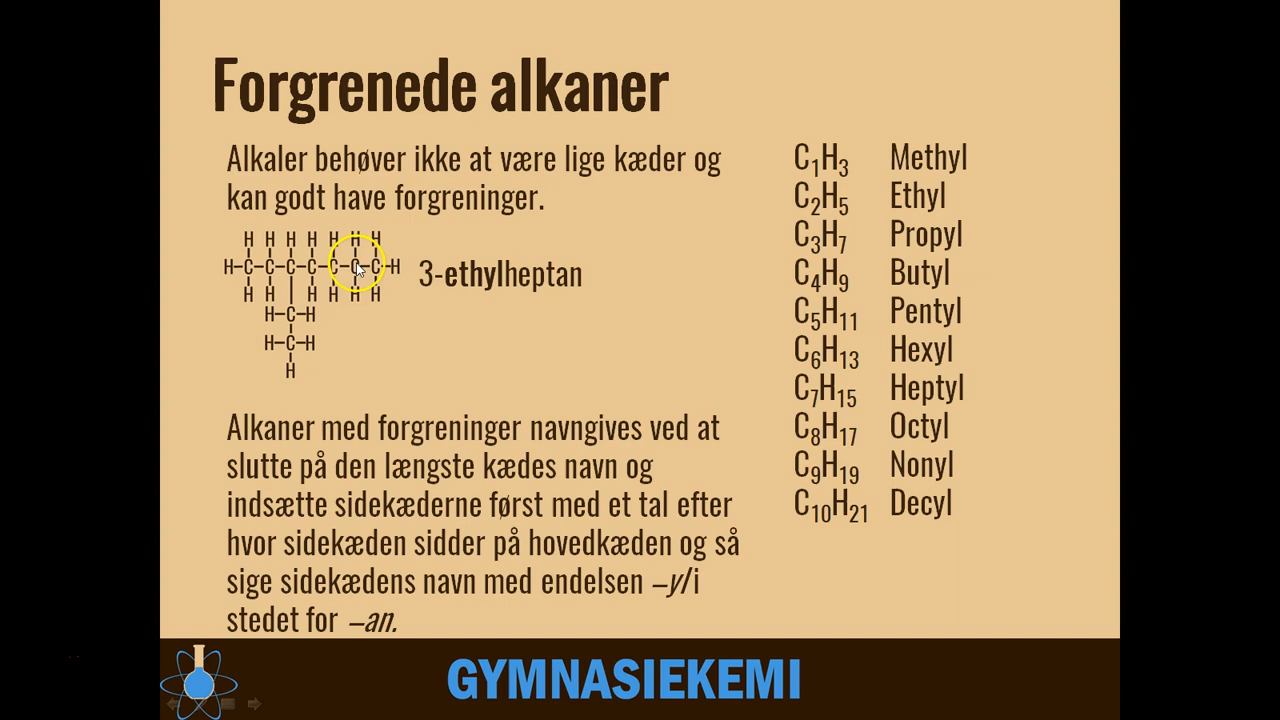 Forgrenede alkaner
Alkaler behøver ikke at være lige kæder og
kan godt have forgreninger.
H H H H H H H
H–C–C–C–C–C–C–C–H
H H | H H H H
H–C–H
H–C–H
H
3-ethylheptan
Alkaner med forgreninger navngives ved at
slutte på den længste kædes navn og
indsætte sidekæderne først med et tal efter
hvor sidekæden sidder på hovedkæden og så
sige sidekædens navn med endelsen –yl i
stedet for –an.
C₁H₃ Methyl
C₂H₅ Ethyl
C₃H₇ Propyl
C₄H₉ Butyl
C₅H₁₁ Pentyl
C₆H₁₃ Hexyl
C₇H₁₅ Heptyl
C₈H₁₇ Octyl
C₉H₁₉ Nonyl
C₁₀H₂₁ Decyl
GYMNASIEKEMI